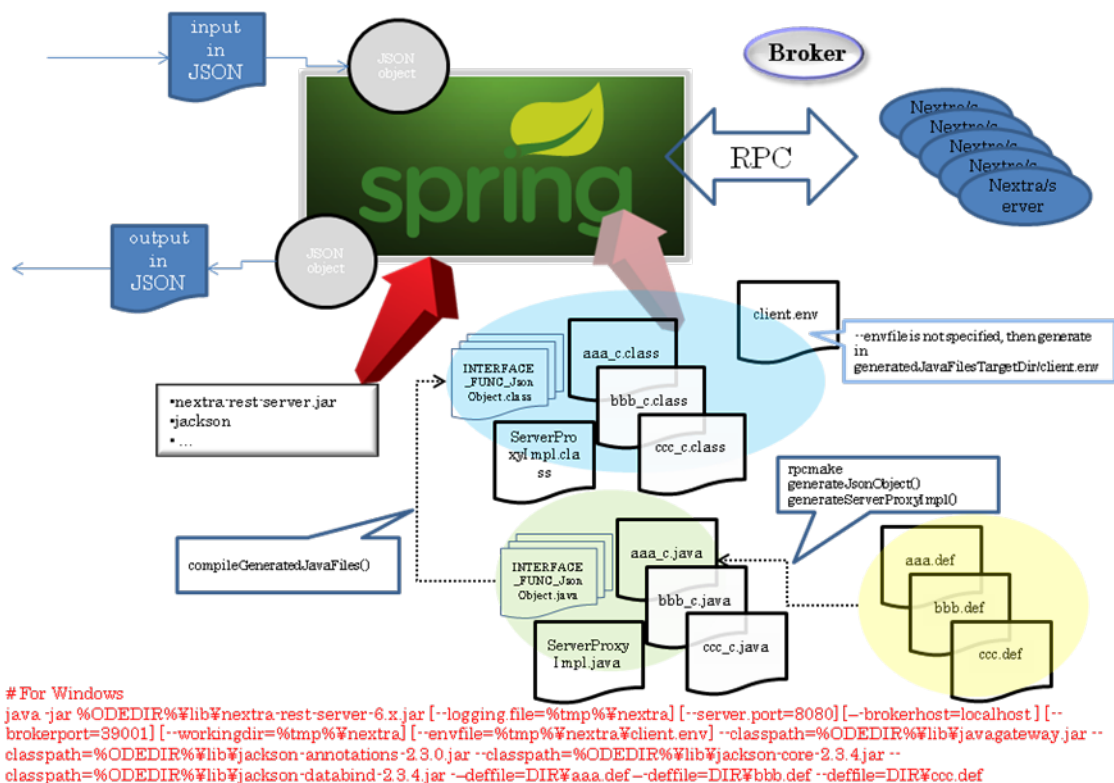 input
in
JSON
JSON
object
Broker
spring
RPC
Nextra/s
Nextra/s
Nextra/s
Nextra/s
Nextra/s
erver
output
in
JSON
JSON
object
client.env
--envfile is not specified, then generate
in
generatedJavaFilesTargetDir/client.env
aaa_c.class
INTERFACE
_FUNC_Json
Object.class
bbb_c.class
ServerPro
xyImpl.cla
ss
ccc_c.class
▪nextra-rest-server.jar
▪jackson
▪ ...
rpcmake
generateJsonObject()
generateServerProxyImpl()
compileGeneratedJavaFiles()
aaa_c.java
INTERFACE
_FUNC_Json
Object.java
bbb_c.java
ServerProxy
Impl.java
ccc_c.java
aaa.def
bbb.def
ccc.def
# For Windows
java -jar %ODEDIR%¥lib¥nextra-rest-server-6.x.jar [--logging.file=%tmp%¥nextra] [--server.port=8080] [–-brokerhost=localhost ] [--
brokerport=39001] [--workingdir=%tmp%¥nextra] [--envfile=%tmp%¥nextra¥client.env] --classpath=%ODEDIR%¥lib¥javagateway.jar --
classpath=%ODEDIR%¥lib¥jackson-annotations-2.3.0.jar --classpath=%ODEDIR%¥lib¥jackson-core-2.3.4.jar --
classpath=%ODEDIR%¥lib¥jackson-databind-2.3.4.jar -–deffile=DIR¥aaa.def –-deffile=DIR¥bbb.def --deffile=DIR¥ccc.def